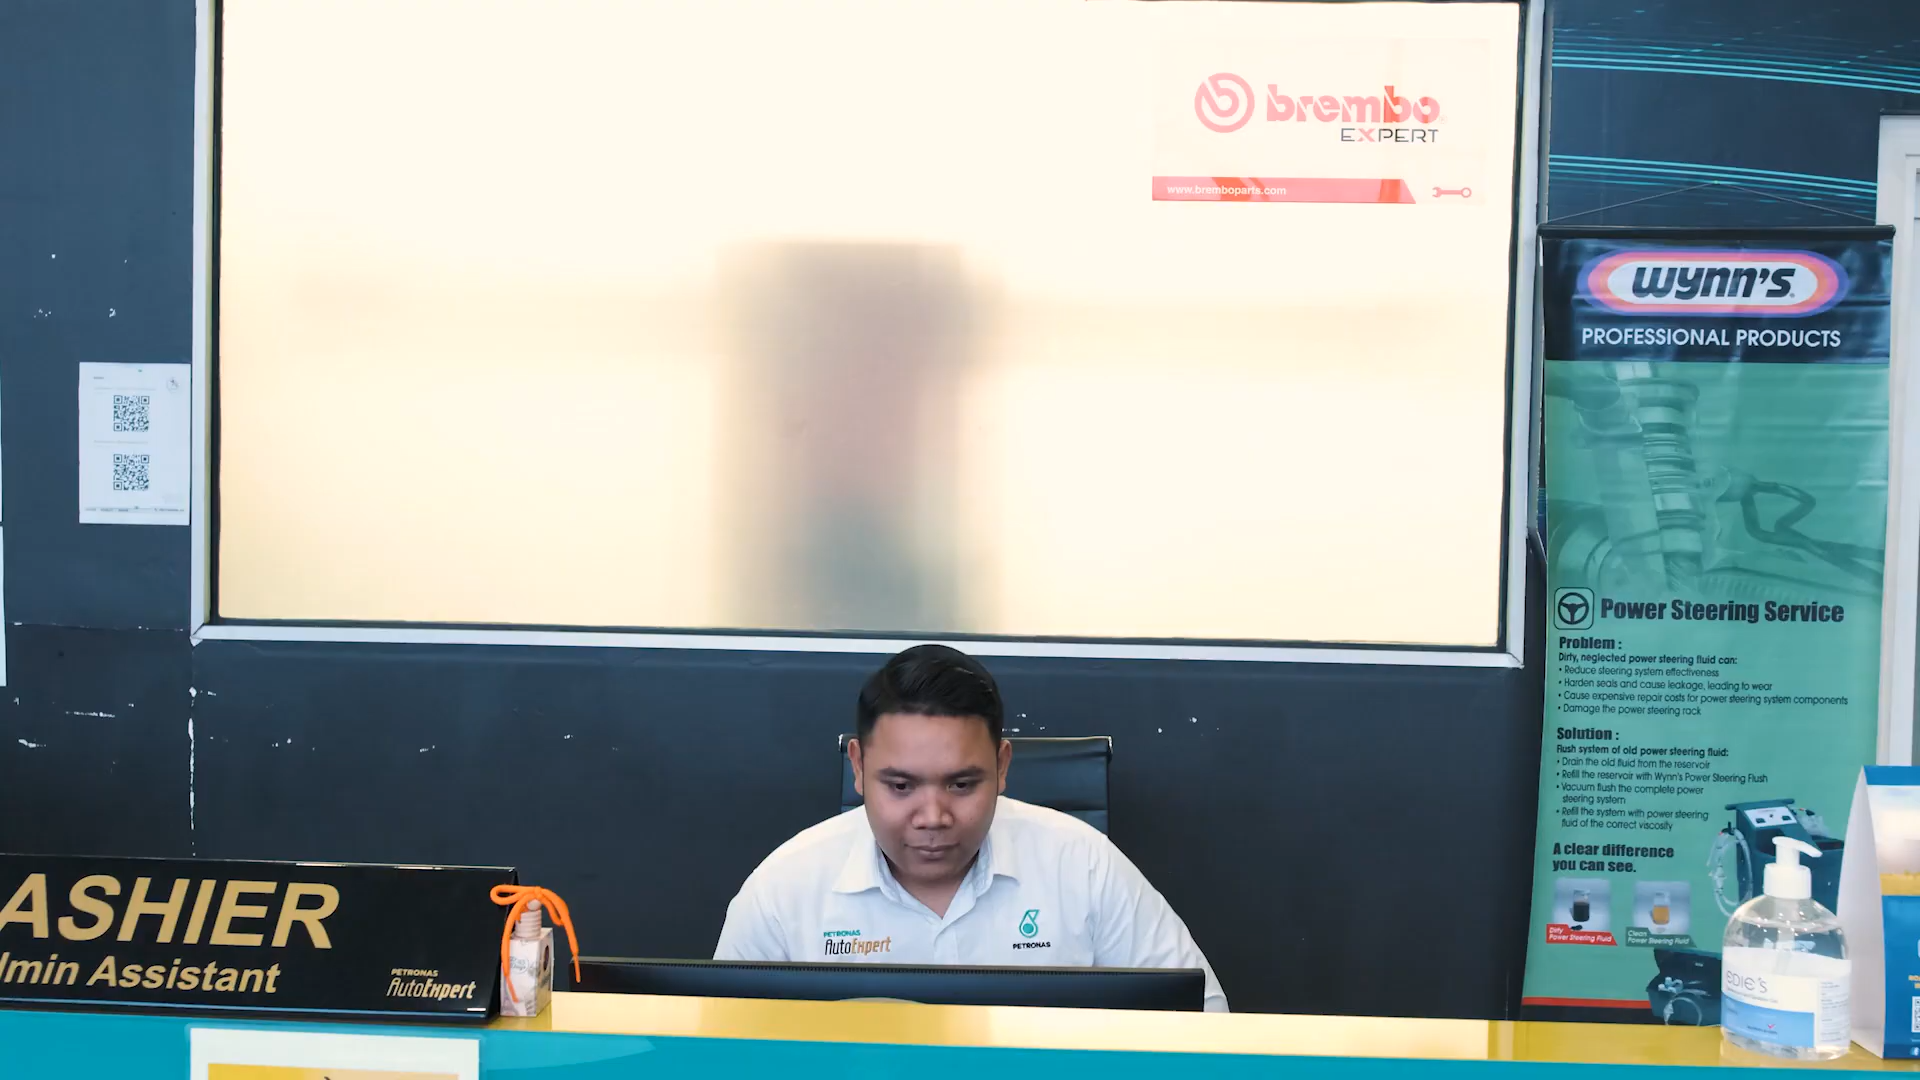 brembo
EXPERT
www.bremboparts.com
Wynn's
PROFESSIONAL PRODUCTS
Power Steering Service
Problem :
Dirty, neglected power steering fluid can:
• Reduce steering system effectiveness
• Harden seals and cause leakage, leading to wear
• Cause expensive repair costs for power steering system components
• Damage the power steering rack
Solution :
Flush system of old power steering fluid:
• Drain the old fluid from the reservoir
• Refill the reservoir with Wynn's Power Steering Flush
• Vacuum flush the complete power
steering system
• Refill the system with power steering
fluid of the correct viscosity
A clear difference
you can see.
Dirty
Power Steering Fluid
Clean
Power Steering Fluid
ASHIER
min Assistant
PETRONAS
AutoExpert
PETRONAS
AutoExpert
PETRONAS
EDIE'S